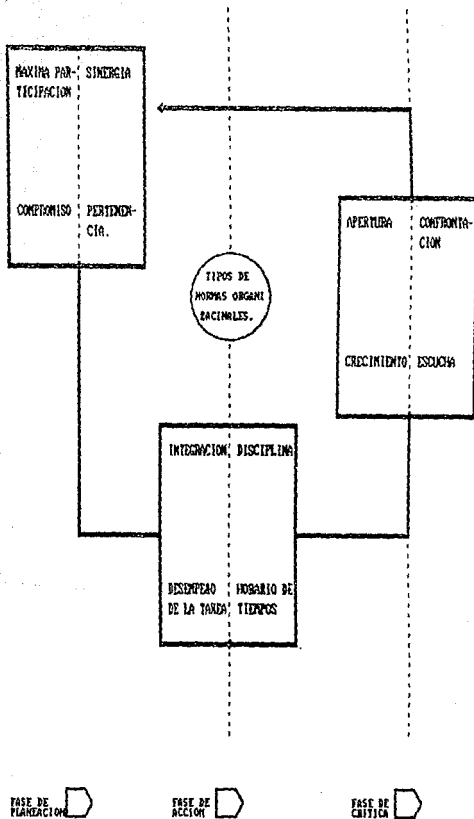 MAXIMA PAR- SINERGIA
TICIPACION
COMPROMISO PERTENEN-
CIA.
TIPOS DE
NORMAS ORGANI
ZACINALES.
APERTURA CONFRONTA-
CION
CRECIMIENTO ESCUCHA
INTEGRACION DISCIPLINA
DESEMPEÑO HORARIO DE
DE LA TAREA TIEMPOS
FASE DE
PLANEACION
FASE DE
ACCION
FASE DE
CRITICA